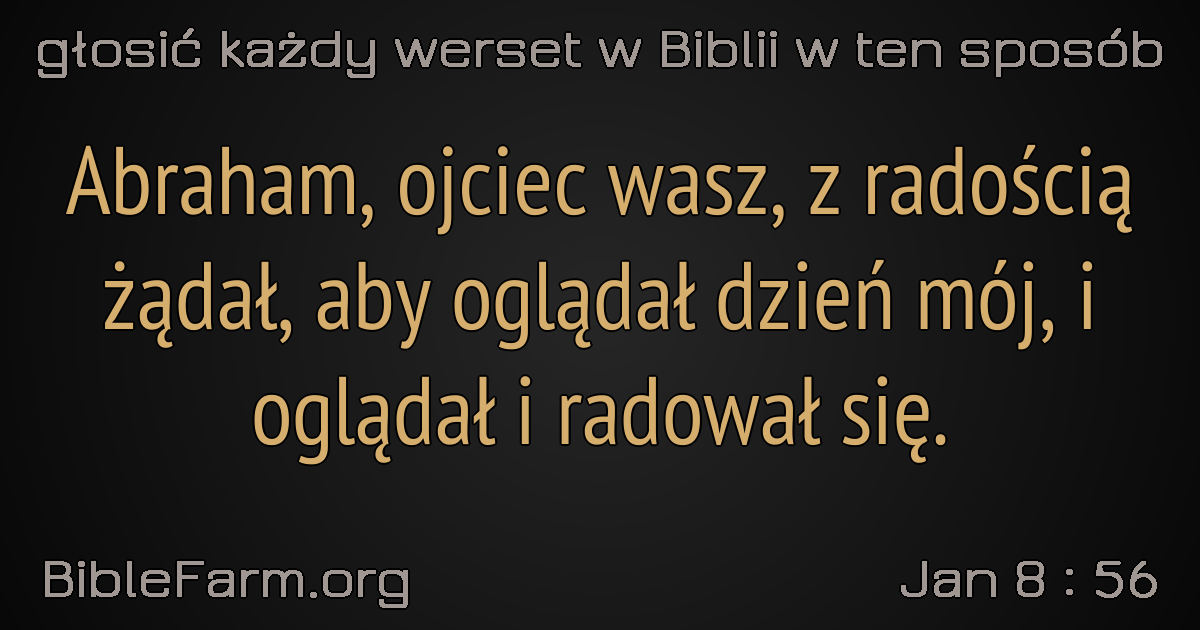 głosić każdy werset w Biblii w ten sposób
Abraham, ojciec wasz, z radością
żądał, aby oglądał dzień mój, i
oglądał i radował się.
BibleFarm.org
Jan 8 : 56